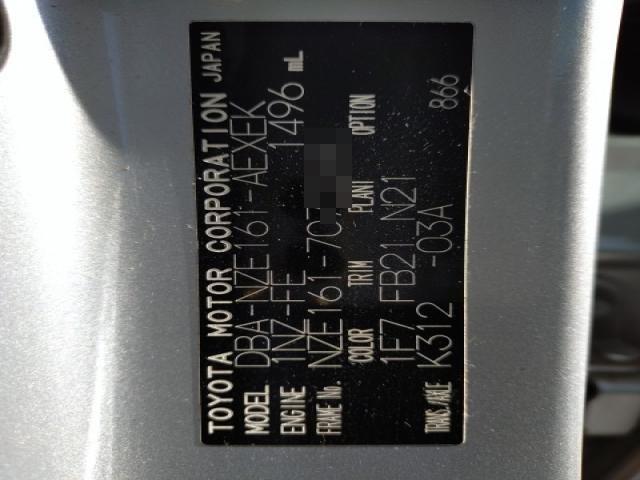 TOYOTA MOTOR CORPORATION JAPAN
MODEL DBA-NZE161-AEXEK
ENGINE 1NZ-FE 1496 mL
FRAME No. NZE161-7C7
COLOR TRIM PLANT OPTION
1F7 FB21 N21
TRANS./AXLE K312 -03A 866